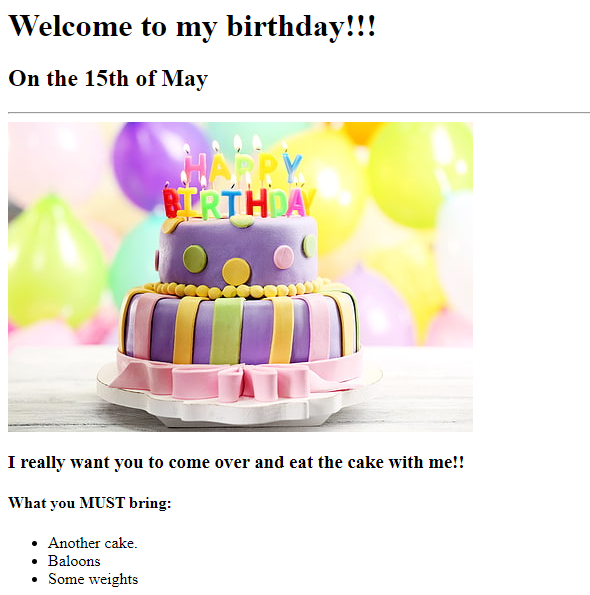 Welcome to my birthday!!!
On the 15th of May
HAPPY
BIRTHDAY
I really want you to come over and eat the cake with me!!
What you MUST bring:
Another cake.
Baloons
Some weights